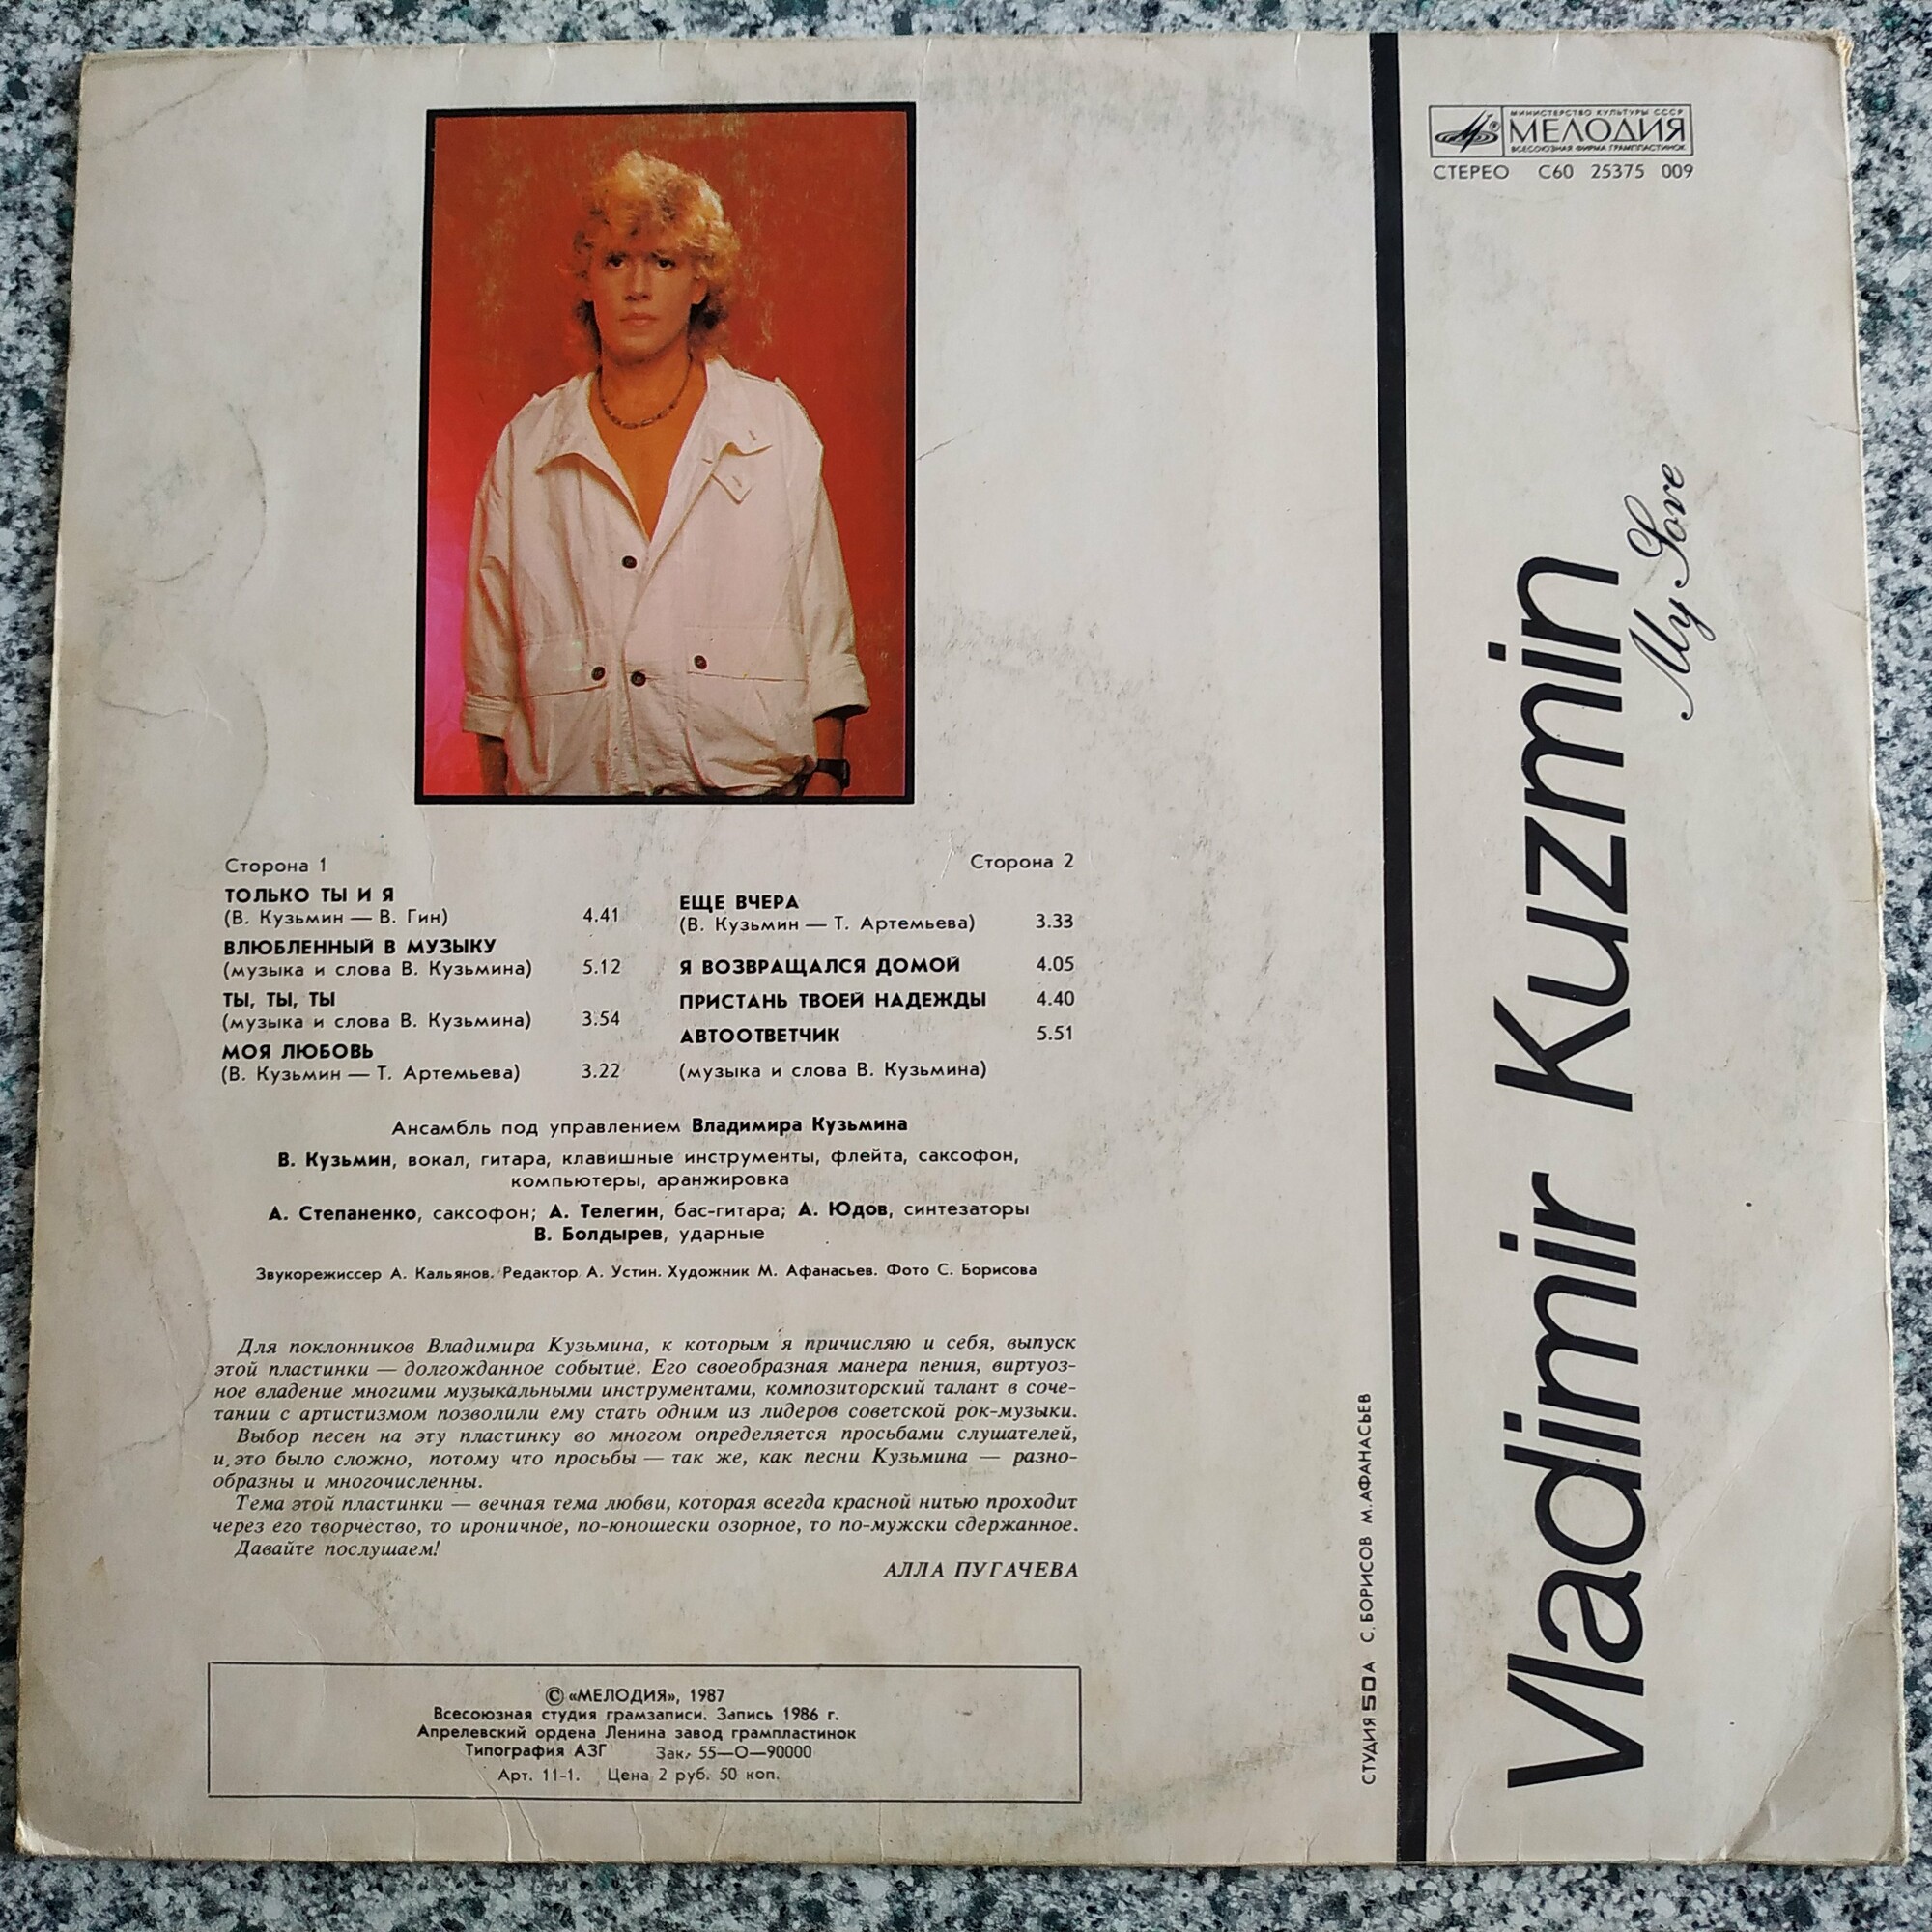 МИНИСТЕРСТВО КУЛЬТУРЫ СССР
МЕЛОДИЯ
ВСЕСОЮЗНАЯ ФИРМА ГРАМПЛАСТИНОК
СТЕРЕО С60 25375 009
Vladimir Kuzmin
My Love
Сторона 1
ТОЛЬКО ТЫ И Я
(В. Кузьмин — В. Гин) 4.41
ВЛЮБЛЕННЫЙ В МУЗЫКУ
(музыка и слова В. Кузьмина) 5.12
ТЫ, ТЫ, ТЫ
(музыка и слова В. Кузьмина) 3.54
МОЯ ЛЮБОВЬ
(В. Кузьмин — Т. Артемьева) 3.22
Сторона 2
ЕЩЕ ВЧЕРА
(В. Кузьмин — Т. Артемьева) 3.33
Я ВОЗВРАЩАЛСЯ ДОМОЙ 4.05
ПРИСТАНЬ ТВОЕЙ НАДЕЖДЫ 4.40
АВТООТВЕТЧИК 5.51
(музыка и слова В. Кузьмина)
Ансамбль под управлением Владимира Кузьмина
В. Кузьмин, вокал, гитара, клавишные инструменты, флейта, саксофон,
компьютеры, аранжировка
А. Степаненко, саксофон; А. Телегин, бас-гитара; А. Юдов, синтезаторы
В. Болдырев, ударные
Звукорежиссер А. Кальянов. Редактор А. Устин. Художник М. Афанасьев. Фото С. Борисова
Для поклонников Владимира Кузьмина, к которым я причисляю и себя, выпуск
этой пластинки — долгожданное событие. Его своеобразная манера пения, виртуоз-
ное владение многими музыкальными инструментами, композиторский талант в соче-
тании с артистизмом позволили ему стать одним из лидеров советской рок-музыки.
Выбор песен на эту пластинку во многом определяется просьбами слушателей,
и это было сложно, потому что просьбы — так же, как песни Кузьмина — разно-
образны и многочисленны.
Тема этой пластинки — вечная тема любви, которая всегда красной нитью проходит
через его творчество, то ироничное, по-юношески озорное, то по-мужски сдержанное.
Давайте послушаем!
АЛЛА ПУГАЧЕВА
© «МЕЛОДИЯ», 1987
Всесоюзная студия грамзаписи. Запись 1986 г.
Апрелевский ордена Ленина завод грампластинок
Типография АЗГ Зак. 55—О—90000
Арт. 11-1. Цена 2 руб. 50 коп.
СТУДИЯ 50А С. БОРИСОВ М. АФАНАСЬЕВ